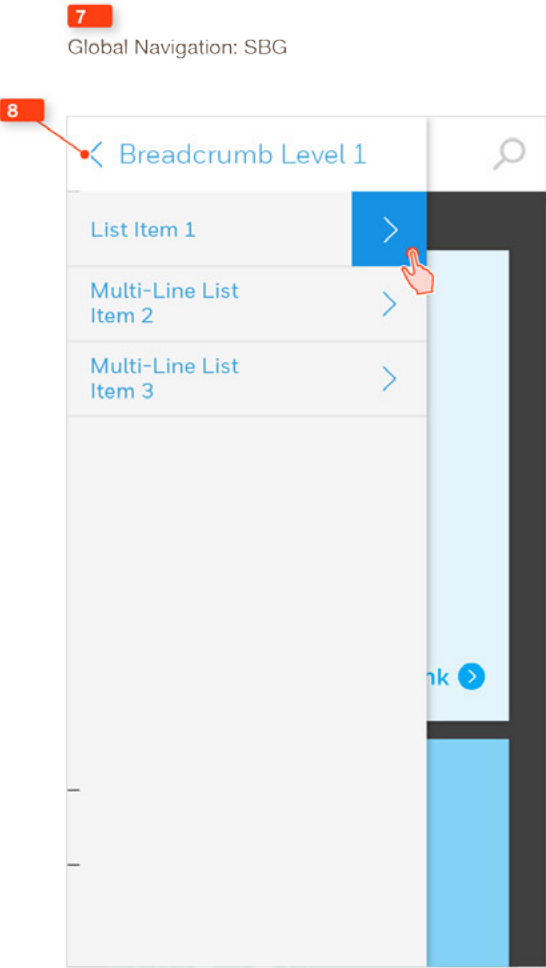 7
Global Navigation: SBG
8
Breadcrumb Level 1
List Item 1
Multi-Line List
Item 2
Multi-Line List
Item 3
nk